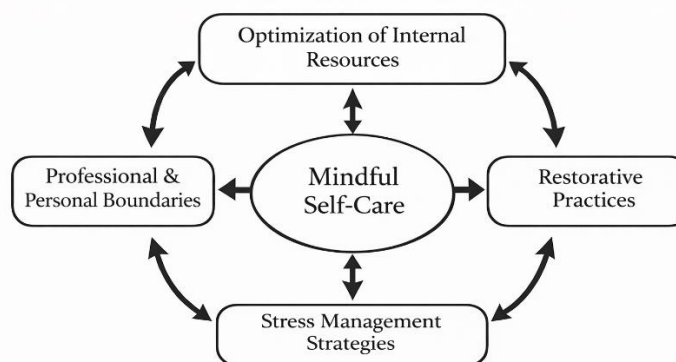 Optimization of Internal
Resources
Professional &
Personal Boundaries
Mindful
Self-Care
Restorative
Practices
Stress Management
Strategies